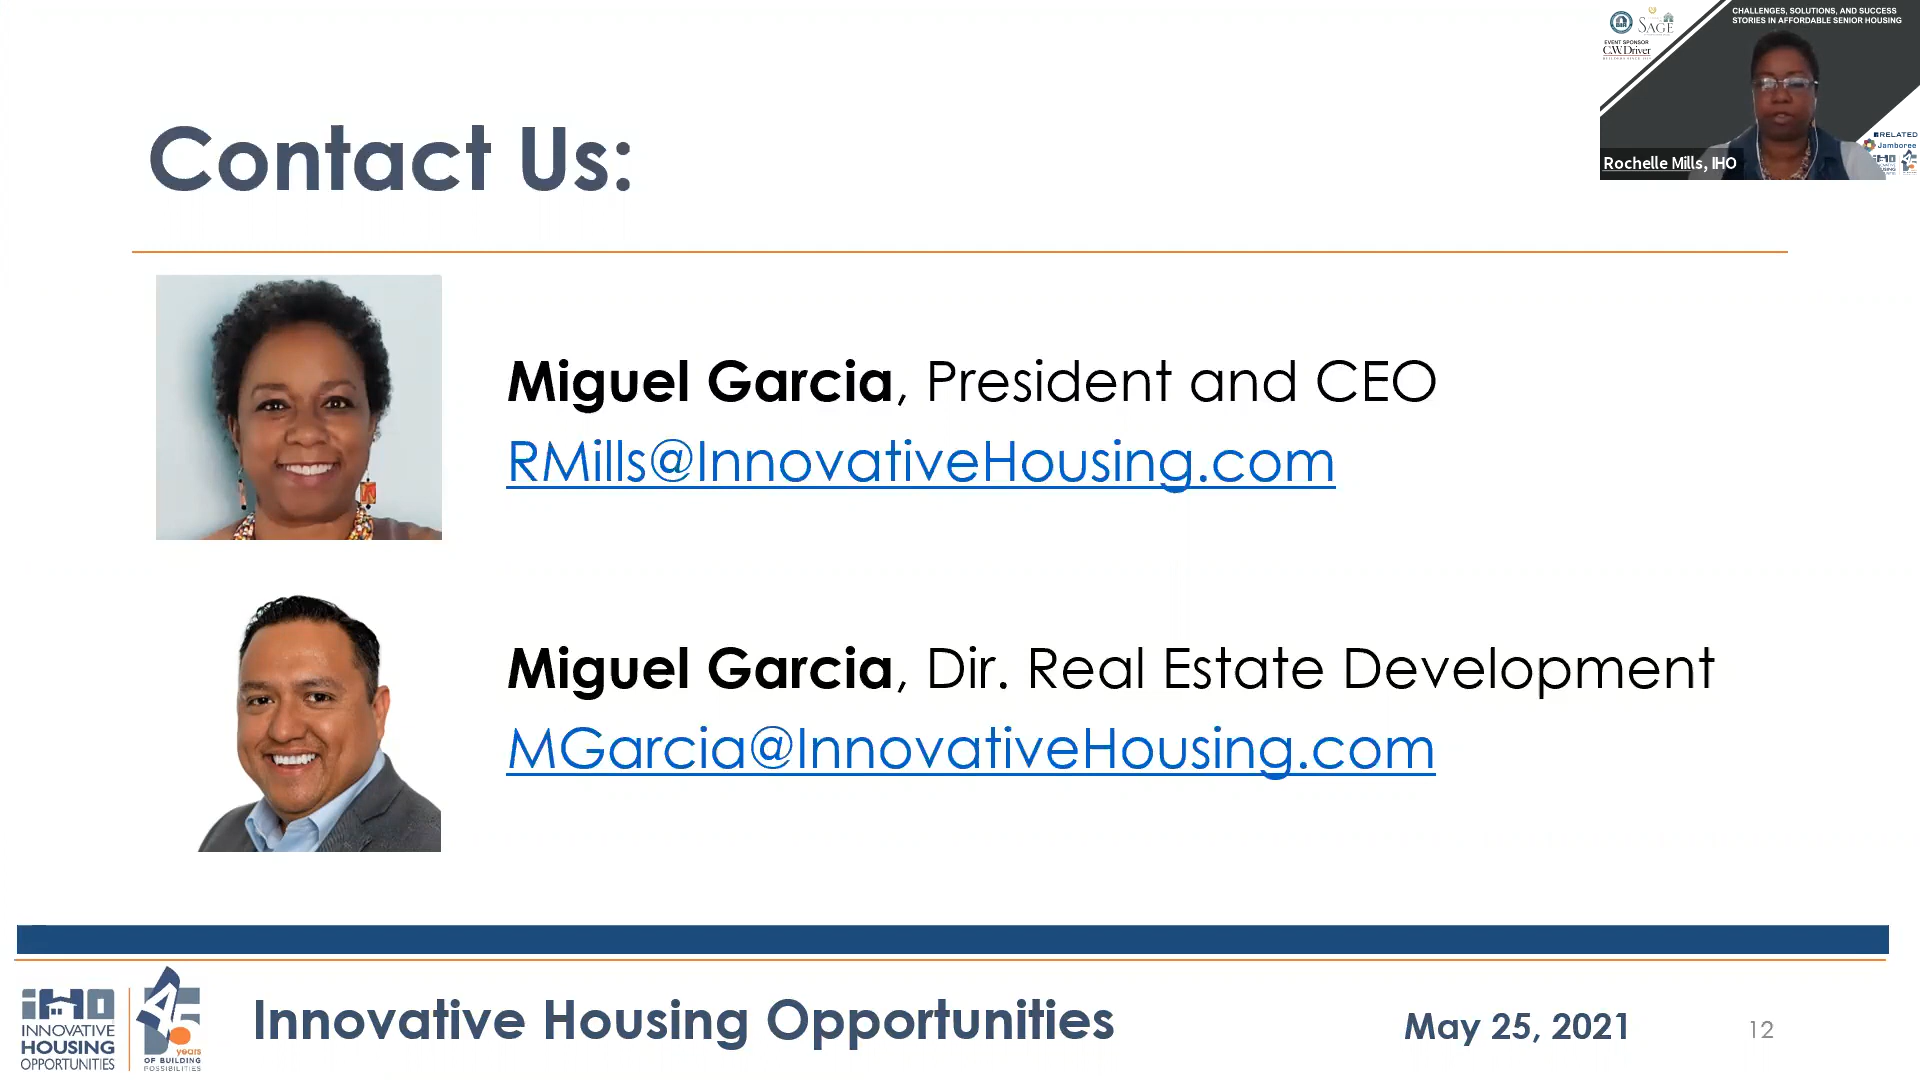 CHALLENGES, SOLUTIONS, AND SUCCESS
STORIES IN AFFORDABLE SENIOR HOUSING
SAGE
EVENT SPONSOR
C.W. Driver
RELATED
Jamboree
Rochelle Mills, IHO
Contact Us:
Miguel Garcia, President and CEO
RMills@InnovativeHousing.com
Miguel Garcia, Dir. Real Estate Development
MGarcia@InnovativeHousing.com
iHO
INNOVATIVE
HOUSING
OPPORTUNITIES
45
years
OF BUILDING
POSSIBILITIES
Innovative Housing Opportunities
May 25, 2021
12